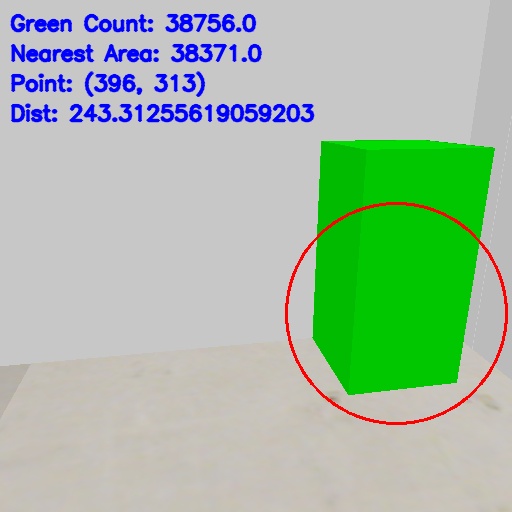 Green Count: 38756.0
Nearest Area: 38371.0
Point: (396, 313)
Dist: 243.31255619059203